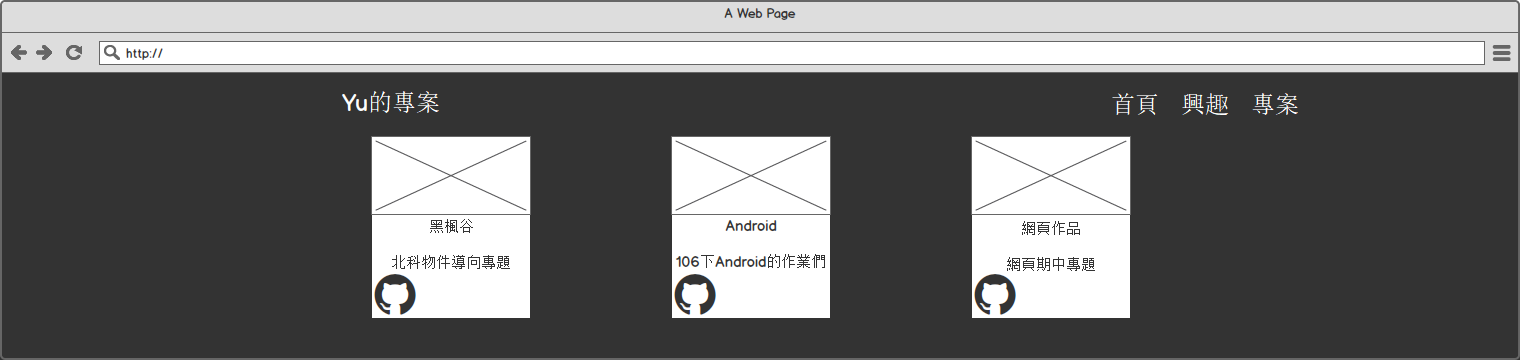 A Web Page
http://
Yu的專案
首頁 興趣 專案
黑楓谷
北科物件導向專題
Android
106下Android的作業們
網頁作品
網頁期中專題